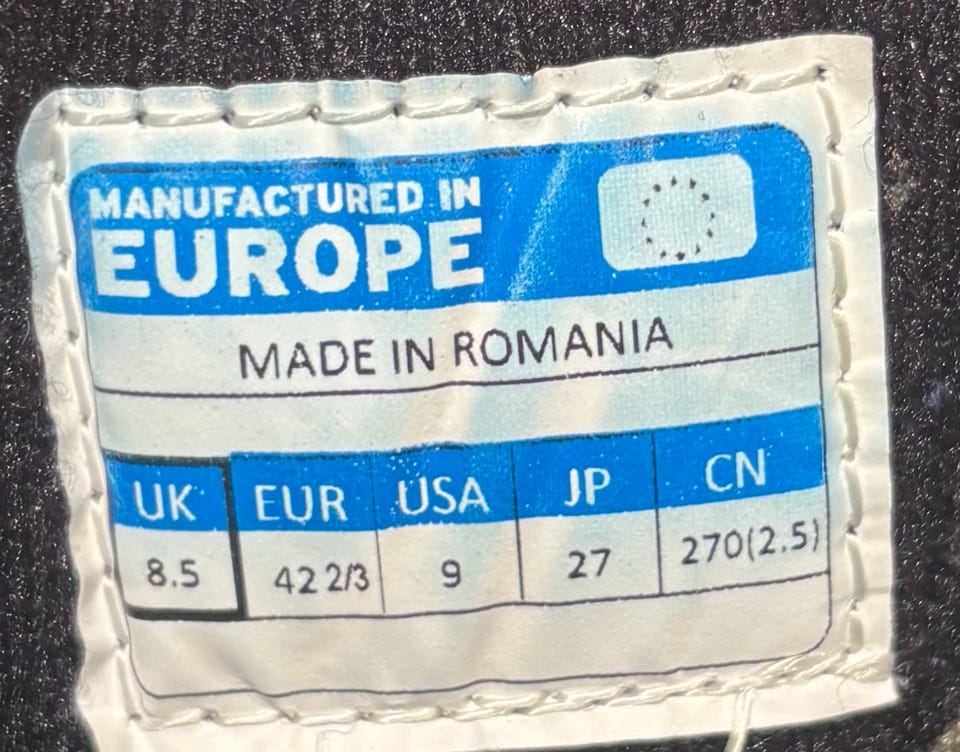 MANUFACTURED IN
EUROPE
MADE IN ROMANIA
UK EUR USA JP CN
8.5 42 2/3 9 27 270(2.5)